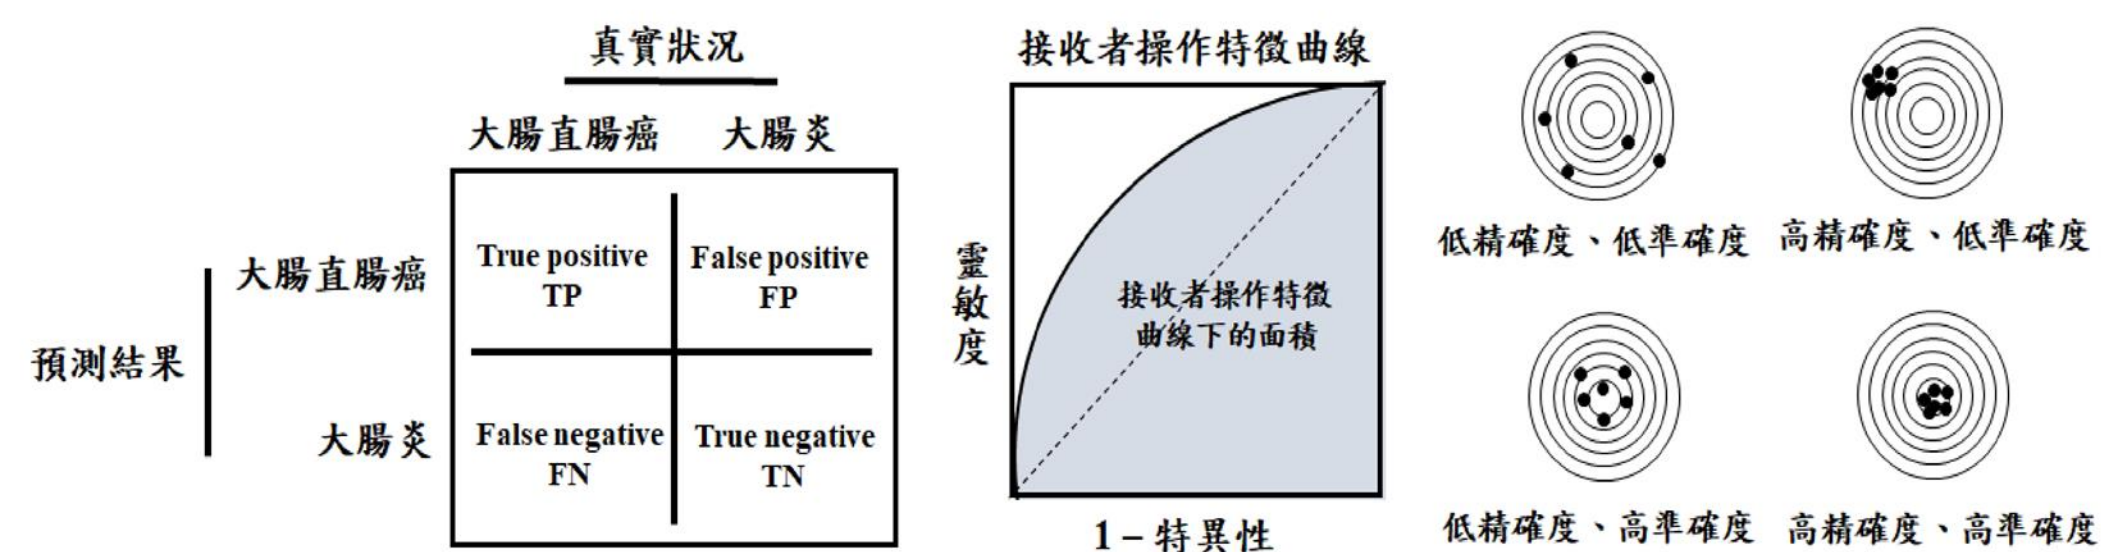 真實狀況
大腸直腸癌 大腸炎
預測結果
大腸直腸癌
大腸炎
True positive
TP
False positive
FP
False negative
FN
True negative
TN
接收者操作特徵曲線
靈敏度
接收者操作特徵
曲線下的面積
1－特異性
低精確度、低準確度
高精確度、低準確度
低精確度、高準確度
高精確度、高準確度